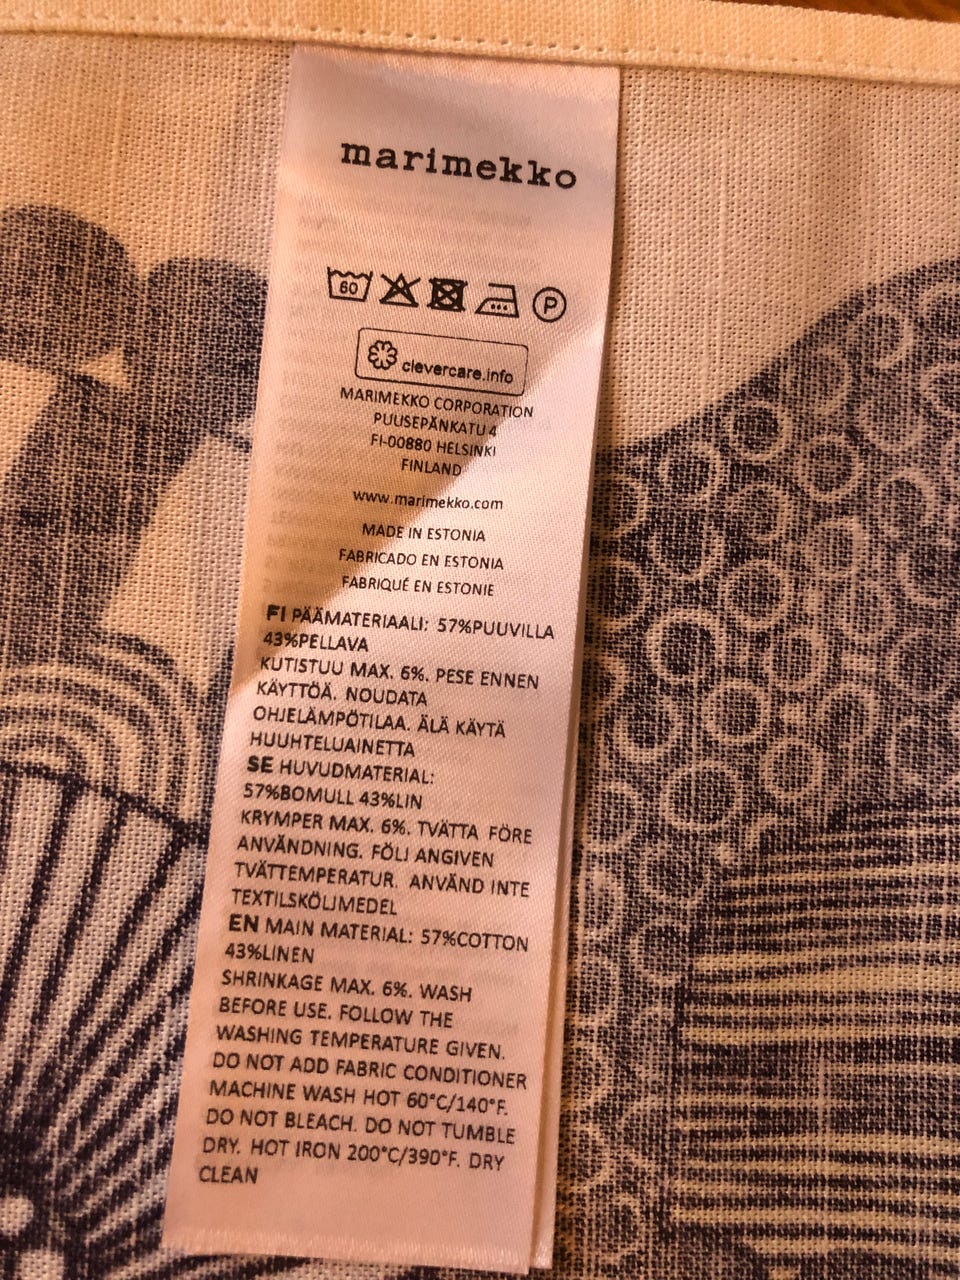 marimekko
60 P
clevercare.info
MARIMEKKO CORPORATION
PUUSEPÄNKATU 4
FI-00880 HELSINKI
FINLAND
www.marimekko.com
MADE IN ESTONIA
FABRICADO EN ESTONIA
FABRIQUÉ EN ESTONIE
FI PÄÄMATERIAALI: 57%PUUVILLA
43%PELLAVA
KUTISTUU MAX. 6%. PESE ENNEN
KÄYTTÖÄ. NOUDATA
OHJELÄMPÖTILAA. ÄLÄ KÄYTÄ
HUUHTELUAINETTA
SE HUVUDMATERIAL:
57%BOMULL 43%LIN
KRYMPER MAX. 6%. TVÄTTA FÖRE
ANVÄNDNING. FÖLJ ANGIVEN
TVÄTTEMPERATUR. ANVÄND INTE
TEXTILSKÖLJMEDEL
EN MAIN MATERIAL: 57%COTTON
43%LINEN
SHRINKAGE MAX. 6%. WASH
BEFORE USE. FOLLOW THE
WASHING TEMPERATURE GIVEN.
DO NOT ADD FABRIC CONDITIONER
MACHINE WASH HOT 60°C/140°F.
DO NOT BLEACH. DO NOT TUMBLE
DRY. HOT IRON 200°C/390°F. DRY
CLEAN